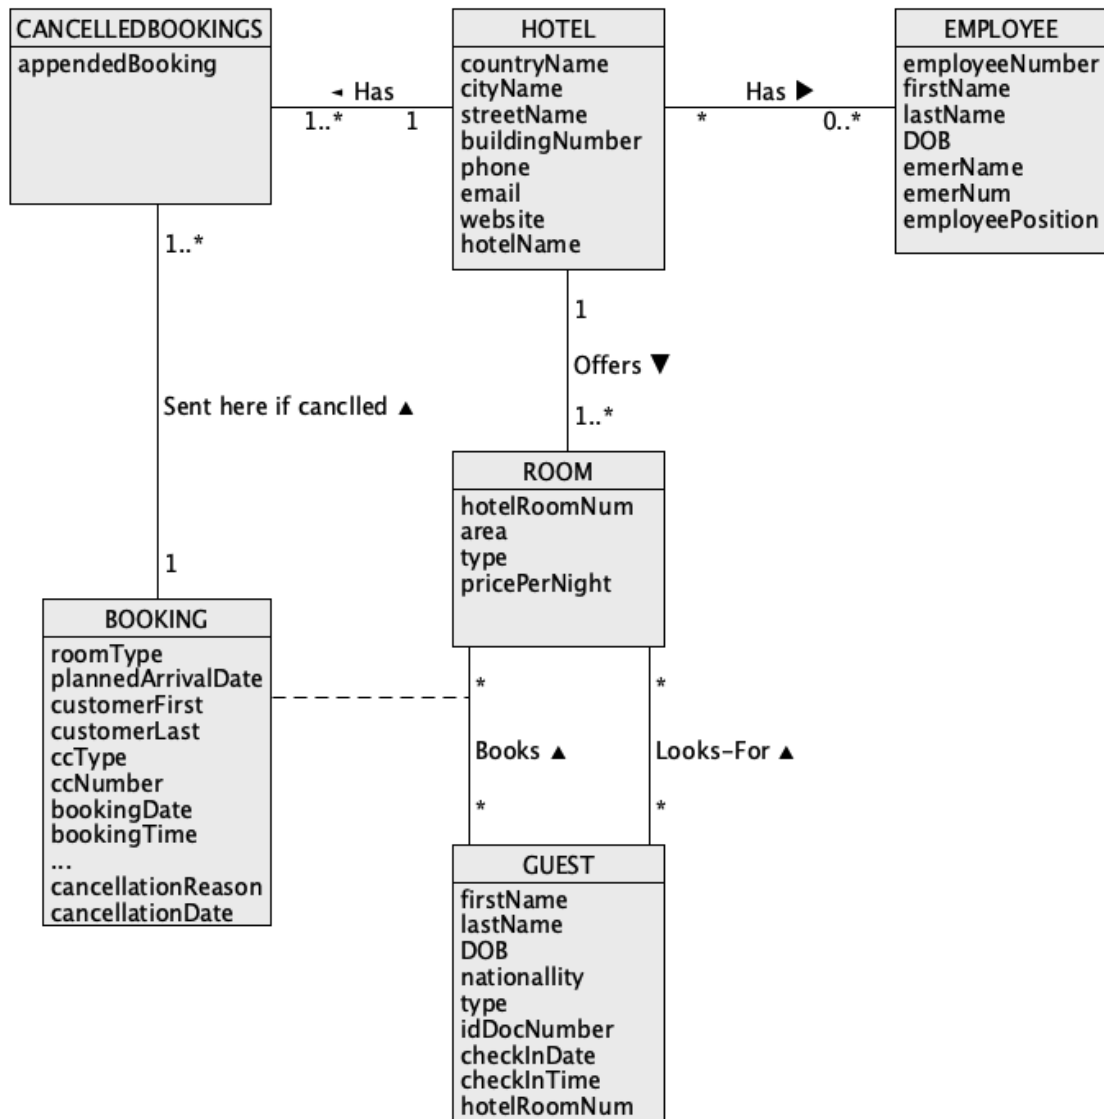 CANCELLEDBOOKINGS
appendedBooking
◄ Has
1..*
1
HOTEL
countryName
cityName
streetName
buildingNumber
phone
email
website
hotelName
Has ▶
*
0..*
EMPLOYEE
employeeNumber
firstName
lastName
DOB
emerName
emerNum
employeePosition
1..*
Sent here if canclled ▲
1
1
Offers ▼
1..*
ROOM
hotelRoomNum
area
type
pricePerNight
BOOKING
roomType
plannedArrivalDate
customerFirst
customerLast
ccType
ccNumber
bookingDate
bookingTime
...
cancellationReason
cancellationDate
*
*
Books ▲
Looks-For ▲
*
*
GUEST
firstName
lastName
DOB
nationallity
type
idDocNumber
checkInDate
checkInTime
hotelRoomNum